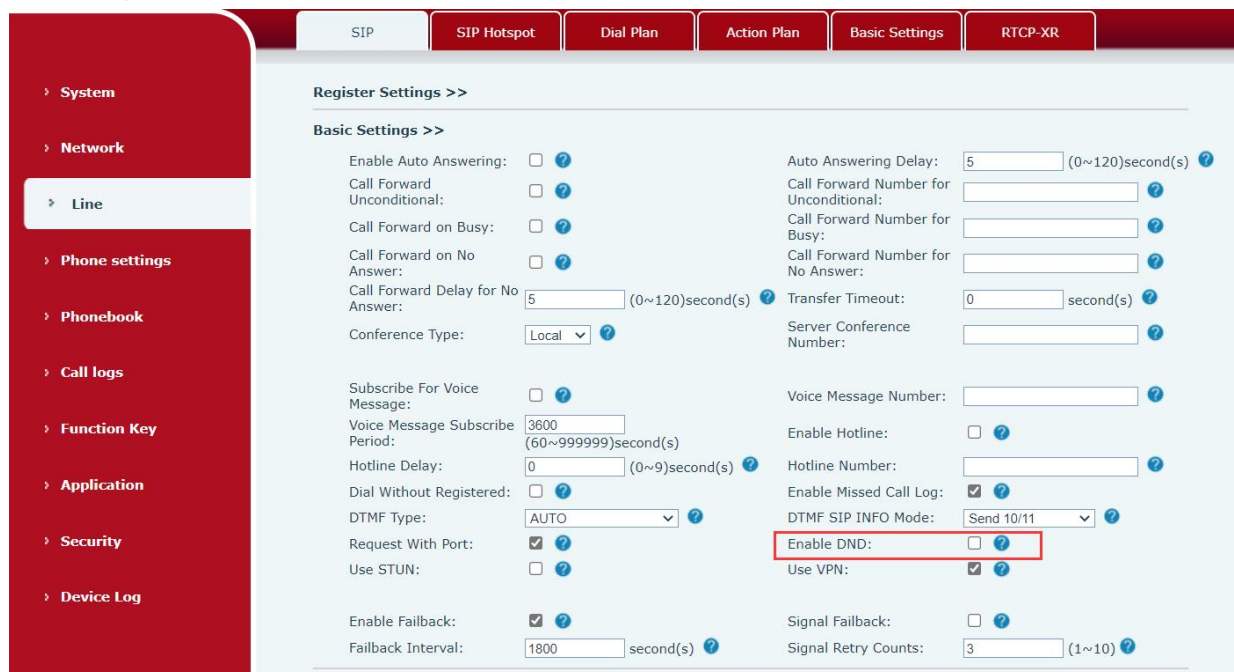 SIP
SIP Hotspot
Dial Plan
Action Plan
Basic Settings
RTCP-XR
› System
› Network
› Line
› Phone settings
› Phonebook
› Call logs
› Function Key
› Application
› Security
› Device Log
Register Settings >>
Basic Settings >>
Enable Auto Answering: ?
Auto Answering Delay: 5 (0~120)second(s) ?
Call Forward
Unconditional: ?
Call Forward Number for
Unconditional: ?
Call Forward on Busy: ?
Call Forward Number for
Busy: ?
Call Forward on No
Answer: ?
Call Forward Number for
No Answer: ?
Call Forward Delay for No
Answer: 5 (0~120)second(s) ?
Transfer Timeout: 0 second(s) ?
Conference Type: Local ?
Server Conference
Number: ?
Subscribe For Voice
Message: ?
Voice Message Number: ?
Voice Message Subscribe
Period: 3600
(60~999999)second(s)
Enable Hotline: ?
Hotline Delay: 0 (0~9)second(s) ?
Hotline Number: ?
Dial Without Registered: ?
Enable Missed Call Log: ?
DTMF Type: AUTO ?
DTMF SIP INFO Mode: Send 10/11 ?
Request With Port: ?
Enable DND: ?
Use STUN: ?
Use VPN: ?
Enable Failback: ?
Signal Failback: ?
Failback Interval: 1800 second(s) ?
Signal Retry Counts: 3 (1~10) ?